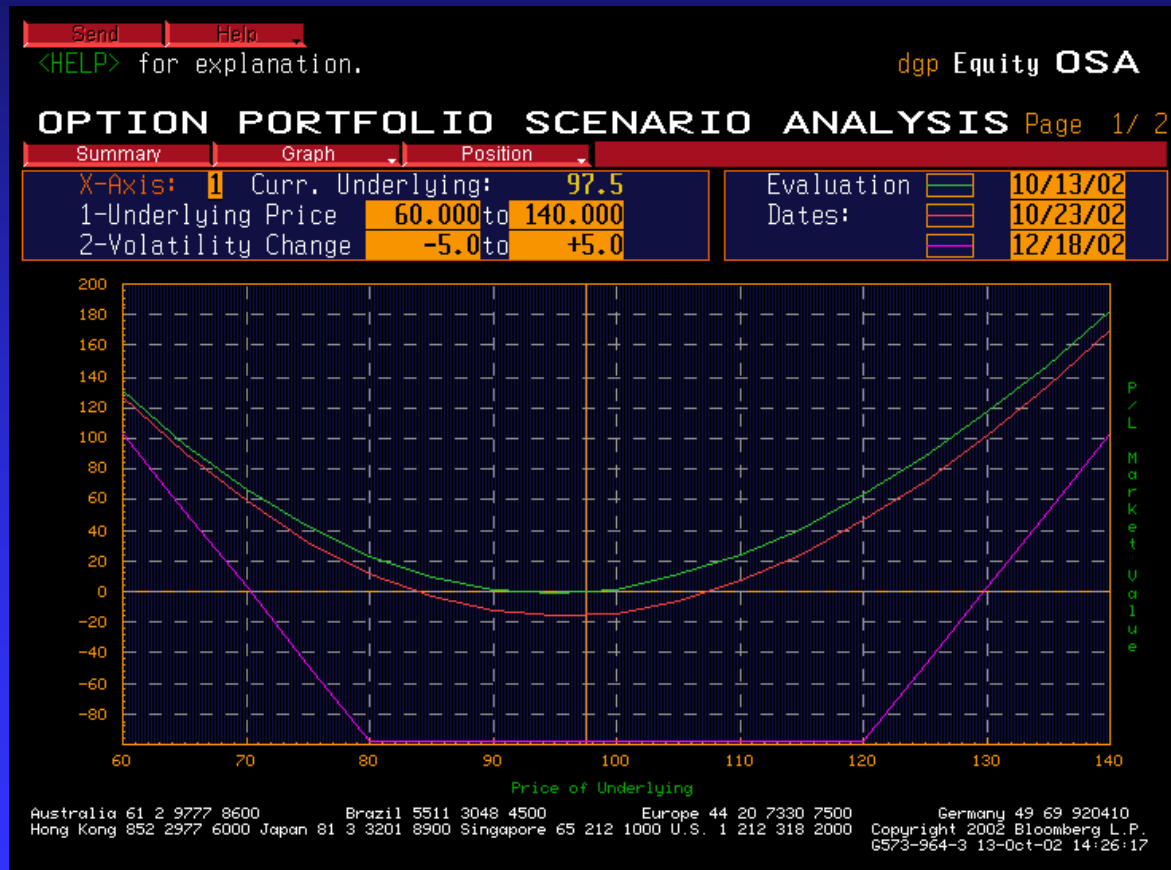 Send Help
<HELP> for explanation. dgp Equity OSA
OPTION PORTFOLIO SCENARIO ANALYSIS Page 1/ 2
Summary Graph Position
X-Axis: 1 Curr. Underlying: 97.5 Evaluation 10/13/02
1-Underlying Price 60.000to 140.000 Dates: 10/23/02
2-Volatility Change -5.0to +5.0 12/18/02
200
180
160
140
120
100
80
60
40
20
0
-20
-40
-60
-80
P/L Market Value
60 70 80 90 100 110 120 130 140
Price of Underlying
Australia 61 2 9777 8600 Brazil 5511 3048 4500 Europe 44 20 7330 7500 Germany 49 69 920410
Hong Kong 852 2977 6000 Japan 81 3 3201 8900 Singapore 65 212 1000 U.S. 1 212 318 2000 Copyright 2002 Bloomberg L.P.
G573-964-3 13-Oct-02 14:26:17